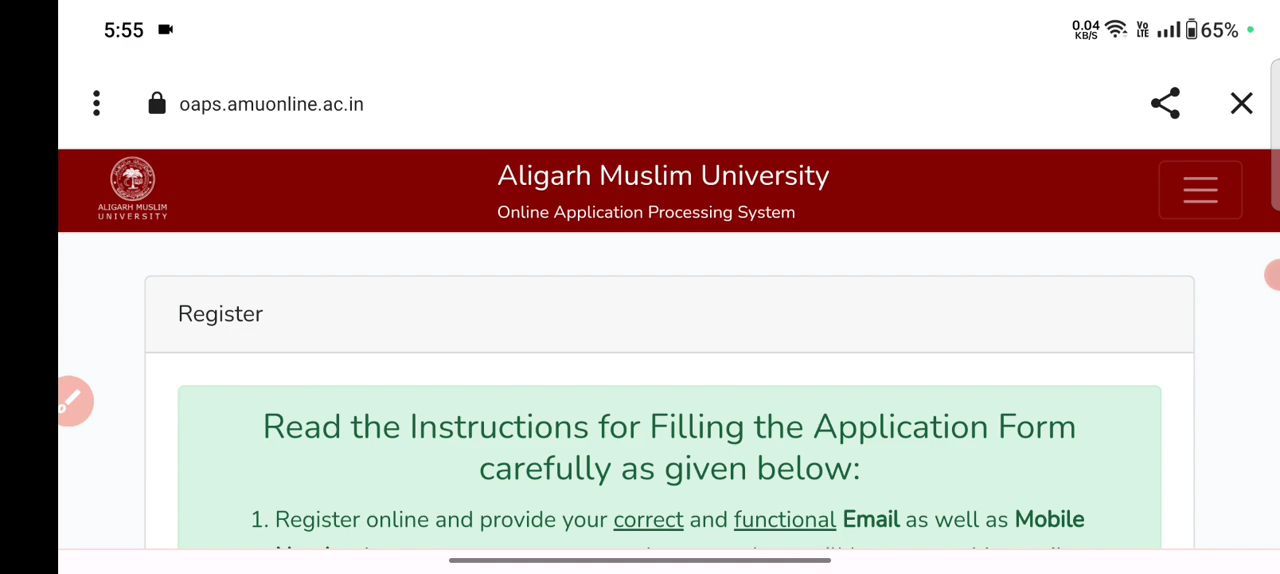 5:55
0.04 KB/S Vo LTE 65%
oaps.amuonline.ac.in
Aligarh Muslim University
ALIGARH MUSLIM
UNIVERSITY
Online Application Processing System
Register
Read the Instructions for Filling the Application Form
carefully as given below:
1. Register online and provide your correct and functional Email as well as Mobile